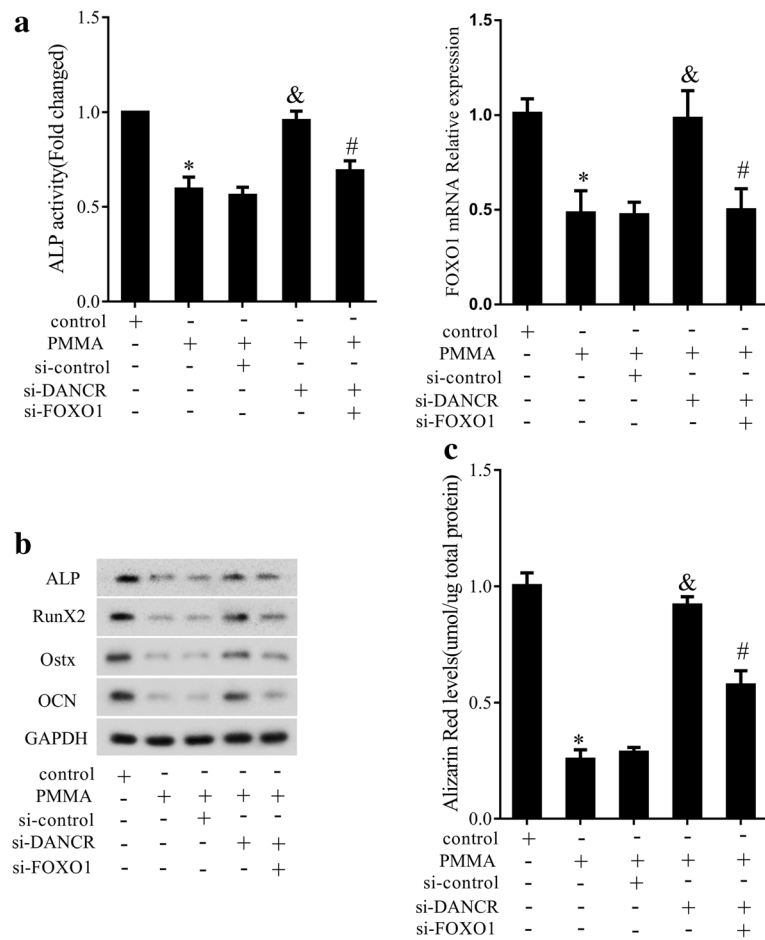 a
ALP activity(Fold changed)
1.5
1.0
0.5
0.0
*
&
#
control + - - - -
PMMA - + + + +
si-control - - + - -
si-DANCR - - - + +
si-FOXO1 - - - - +
FOXO1 mRNA Relative expression
1.5
1.0
0.5
0.0
*
&
#
control + - - - -
PMMA - + + + +
si-control - - + - -
si-DANCR - - - + +
si-FOXO1 - - - - +
b
ALP
RunX2
Ostx
OCN
GAPDH
control + - - - -
PMMA - + + + +
si-control - - + - -
si-DANCR - - - + +
si-FOXO1 - - - - +
c
Alizarin Red levels(umol/ug total protein)
1.5
1.0
0.5
0.0
*
&
#
control + - - - -
PMMA - + + + +
si-control - - + - -
si-DANCR - - - + +
si-FOXO1 - - - - +